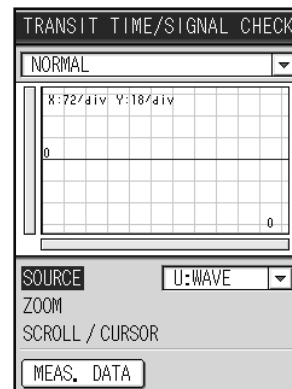 TRANSIT TIME/SIGNAL CHECK
NORMAL
X:72/div Y:18/div
0
0
SOURCE U:WAVE
ZOOM
SCROLL / CURSOR
MEAS. DATA